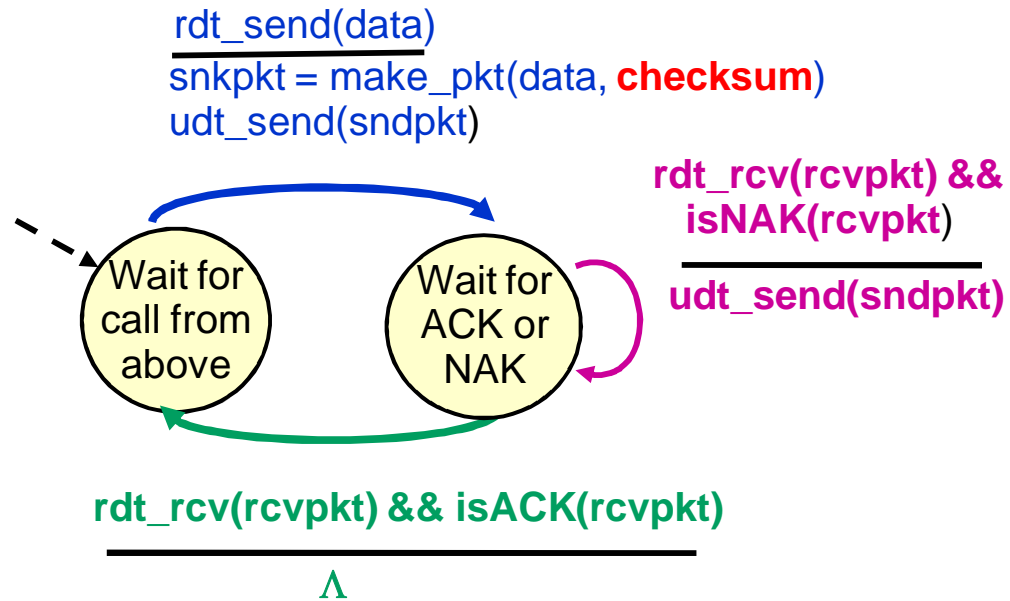 rdt_send(data)
snkpkt = make_pkt(data, checksum)
udt_send(sndpkt)
rdt_rcv(rcvpkt) &&
isNAK(rcvpkt)
udt_send(sndpkt)
Wait for
call from
above
Wait for
ACK or
NAK
rdt_rcv(rcvpkt) && isACK(rcvpkt)
Λ